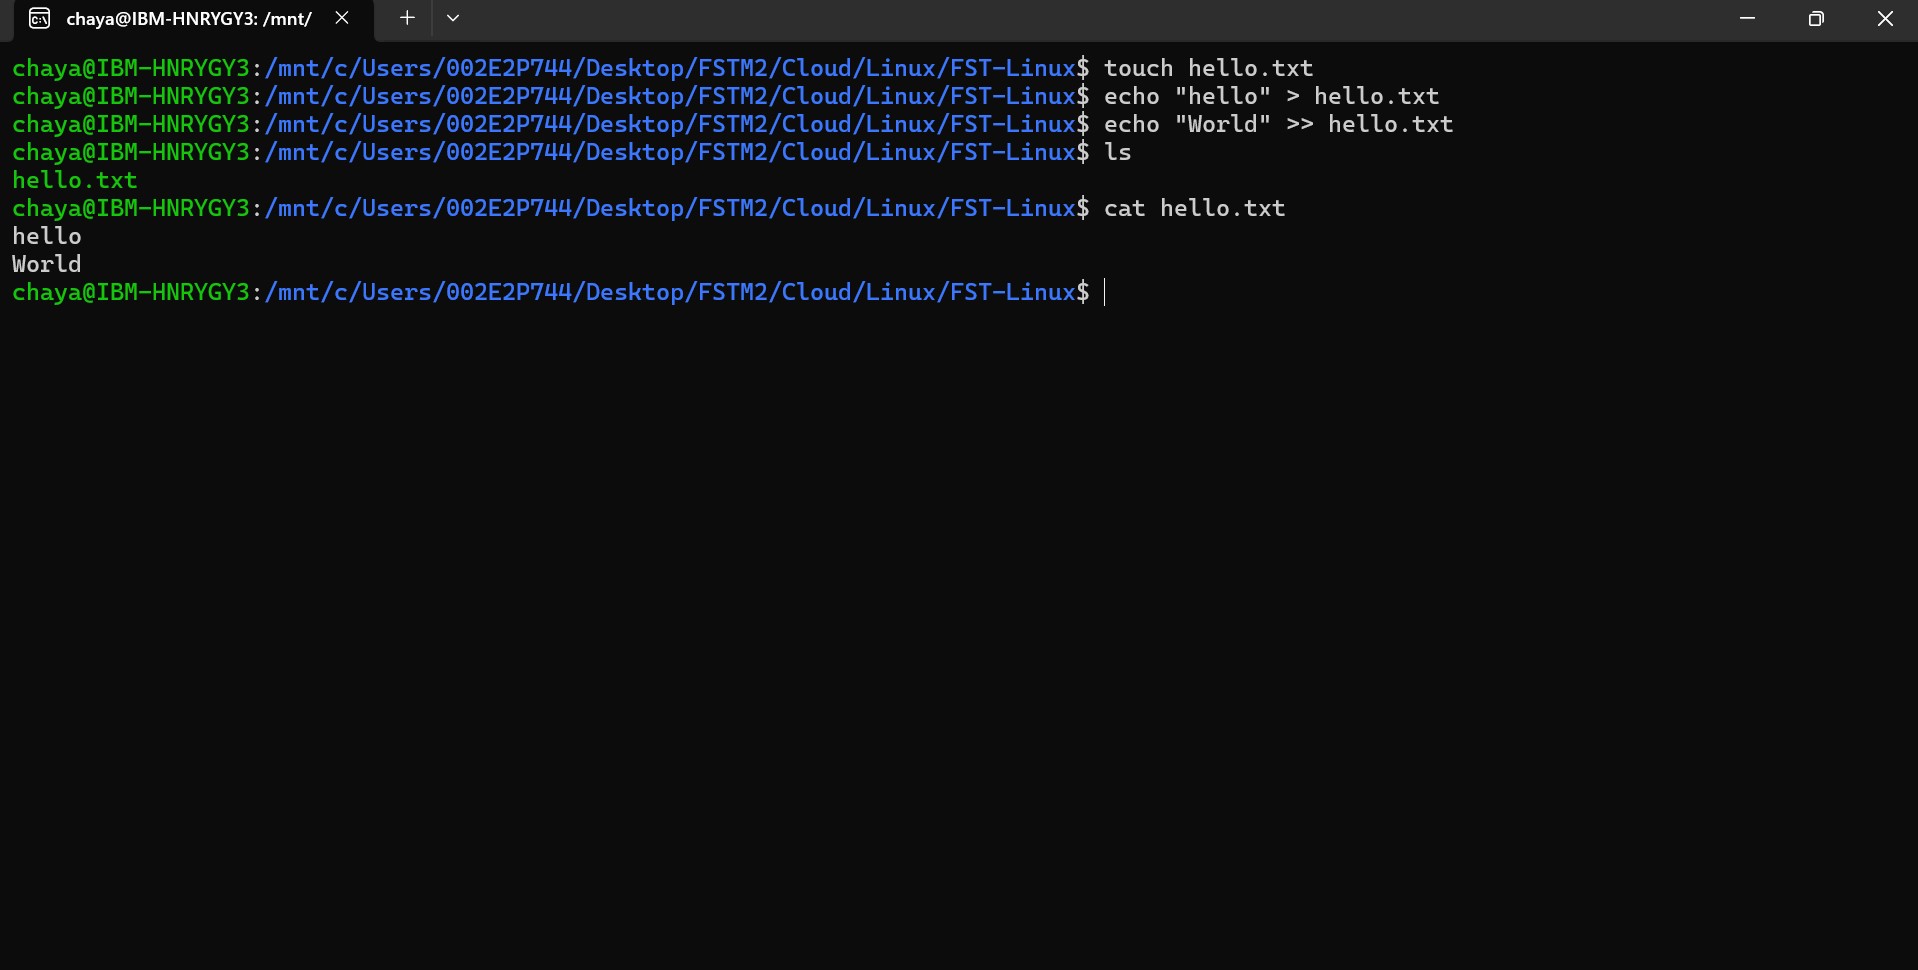 chaya@IBM-HNRYGY3: /mnt/
chaya@IBM-HNRYGY3:/mnt/c/Users/002E2P744/Desktop/FSTM2/Cloud/Linux/FST-Linux$ touch hello.txt
chaya@IBM-HNRYGY3:/mnt/c/Users/002E2P744/Desktop/FSTM2/Cloud/Linux/FST-Linux$ echo "hello" > hello.txt
chaya@IBM-HNRYGY3:/mnt/c/Users/002E2P744/Desktop/FSTM2/Cloud/Linux/FST-Linux$ echo "World" >> hello.txt
chaya@IBM-HNRYGY3:/mnt/c/Users/002E2P744/Desktop/FSTM2/Cloud/Linux/FST-Linux$ ls
hello.txt
chaya@IBM-HNRYGY3:/mnt/c/Users/002E2P744/Desktop/FSTM2/Cloud/Linux/FST-Linux$ cat hello.txt
hello
World
chaya@IBM-HNRYGY3:/mnt/c/Users/002E2P744/Desktop/FSTM2/Cloud/Linux/FST-Linux$